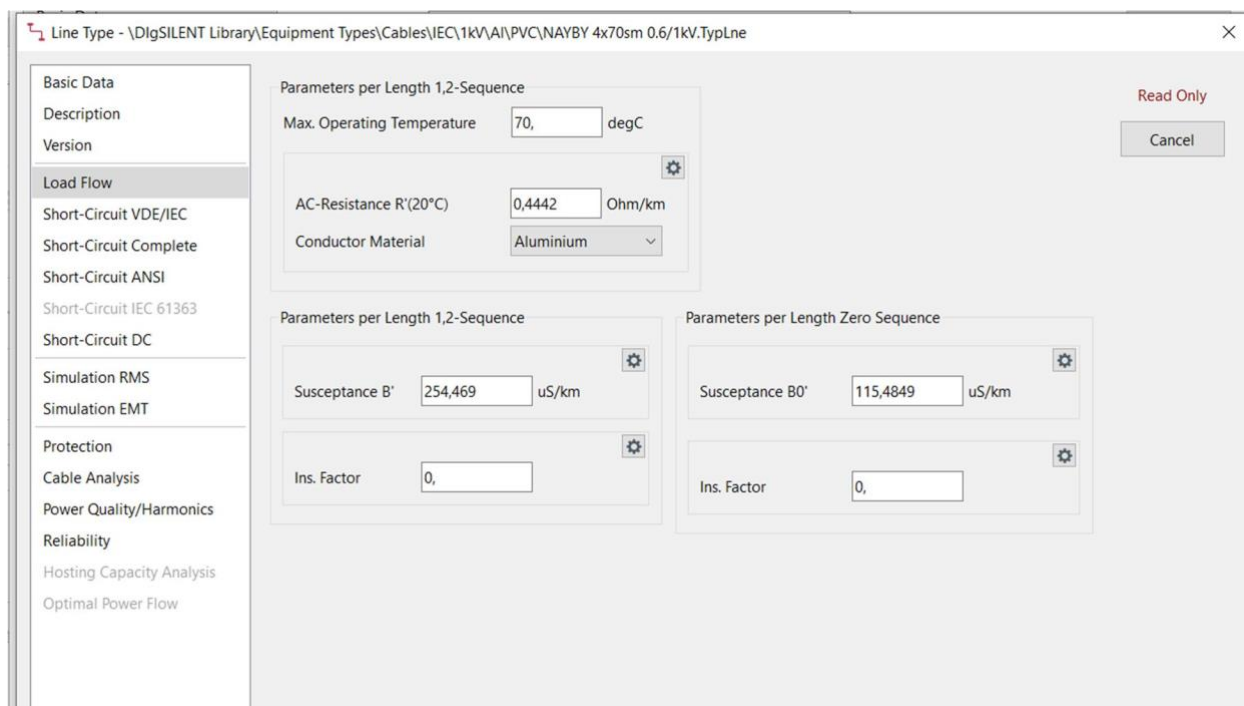 Line Type - \DIgSILENT Library\Equipment Types\Cables\IEC\1kV\Al\PVC\NAYBY 4x70sm 0.6/1kV.TypLne
Basic Data
Description
Version
Load Flow
Short-Circuit VDE/IEC
Short-Circuit Complete
Short-Circuit ANSI
Short-Circuit IEC 61363
Short-Circuit DC
Simulation RMS
Simulation EMT
Protection
Cable Analysis
Power Quality/Harmonics
Reliability
Hosting Capacity Analysis
Optimal Power Flow
Parameters per Length 1,2-Sequence
Max. Operating Temperature 70, degC
AC-Resistance R'(20°C) 0,4442 Ohm/km
Conductor Material Aluminium
Parameters per Length 1,2-Sequence
Susceptance B' 254,469 uS/km
Ins. Factor 0,
Parameters per Length Zero Sequence
Susceptance B0' 115,4849 uS/km
Ins. Factor 0,
Read Only
Cancel